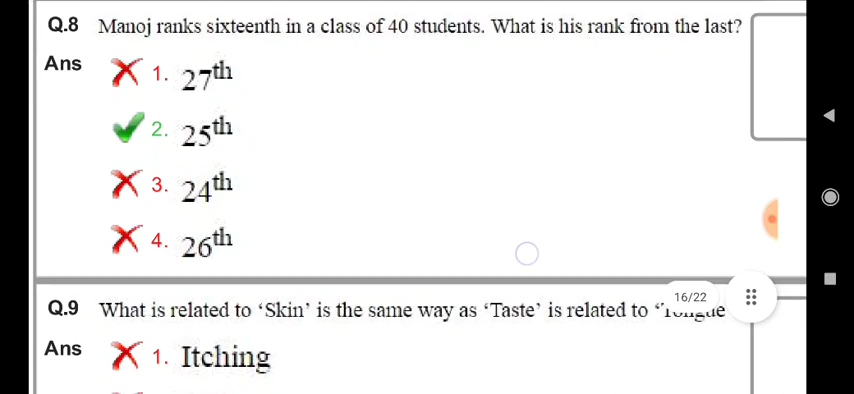 Q.8 Manoj ranks sixteenth in a class of 40 students. What is his rank from the last?
Ans 1. 27th
2. 25th
3. 24th
4. 26th
16/22
Q.9 What is related to ‘Skin’ is the same way as ‘Taste’ is related to ‘Tongue
Ans 1. Itching